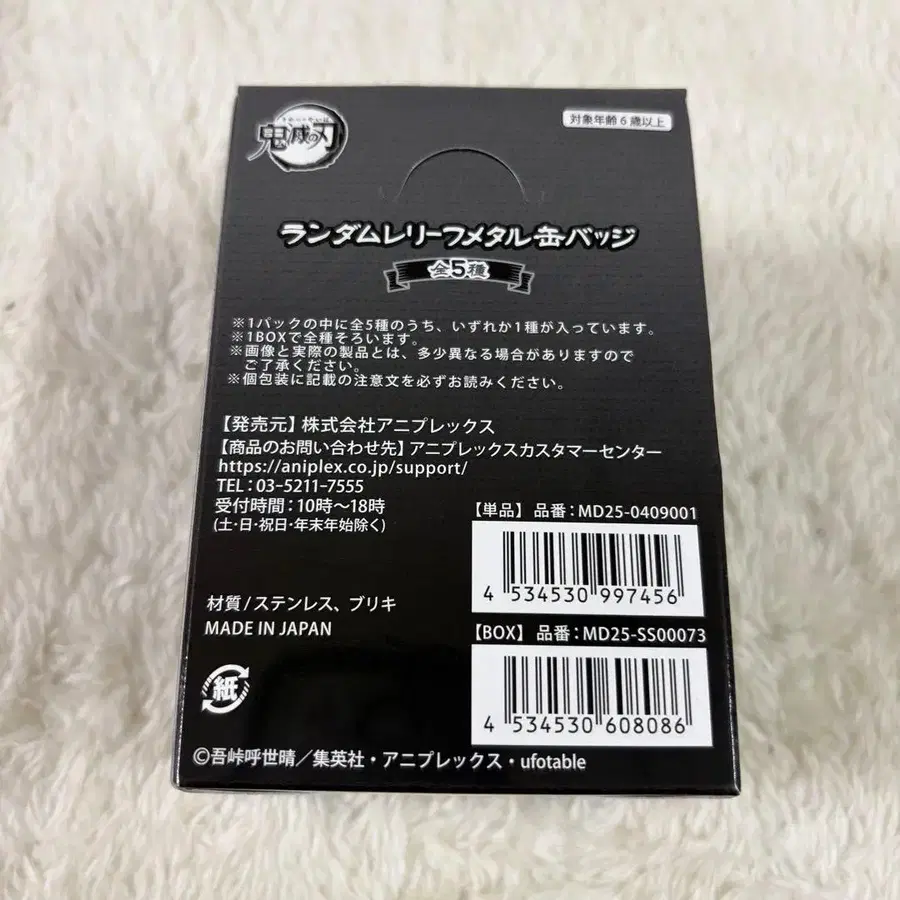 きめつのやいば
鬼滅の刃
対象年齢6歳以上
ランダムレリーフメタル缶バッジ
全5種
※1パックの中に全5種のうち、いずれか1種が入っています。
※1BOXで全種そろいます。
※画像と実際の製品とは、多少異なる場合がありますので
ご了承ください。
※個包装に記載の注意文を必ずお読みください。
【発売元】株式会社アニプレックス
【商品のお問い合わせ先】アニプレックスカスタマーセンター
https://aniplex.co.jp/support/
TEL:03-5211-7555
受付時間:10時～18時
(土・日・祝日・年末年始除く)
【単品】 品番:MD25-0409001
4 534530 997456
材質/ステンレス、ブリキ
MADE IN JAPAN
【BOX】 品番:MD25-SS00073
4 534530 608086
紙
©吾峠呼世晴／集英社・アニプレックス・ufotable